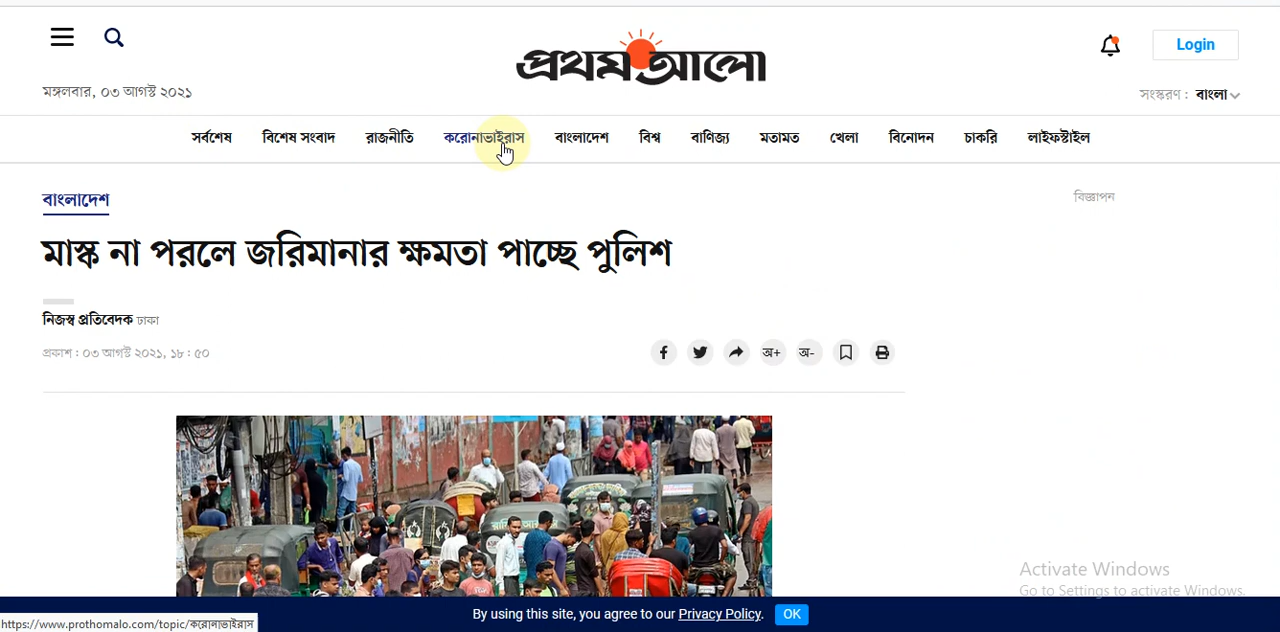 প্রথম আলো
Login
মঙ্গলবার, ০৩ আগস্ট ২০২১
সংস্করণ : বাংলা
সর্বশেষ বিশেষ সংবাদ রাজনীতি করোনাভাইরাস বাংলাদেশ বিশ্ব বাণিজ্য মতামত খেলা বিনোদন চাকরি লাইফস্টাইল
বাংলাদেশ
বিজ্ঞাপন
মাস্ক না পরলে জরিমানার ক্ষমতা পাচ্ছে পুলিশ
নিজস্ব প্রতিবেদক ঢাকা
প্রকাশ : ০৩ আগস্ট ২০২১, ১৮ : ৫০
অ+ অ-
Activate Windows
Go to Settings to activate Windows.
By using this site, you agree to our Privacy Policy. OK
https://www.prothomalo.com/topic/করোনাভাইরাস